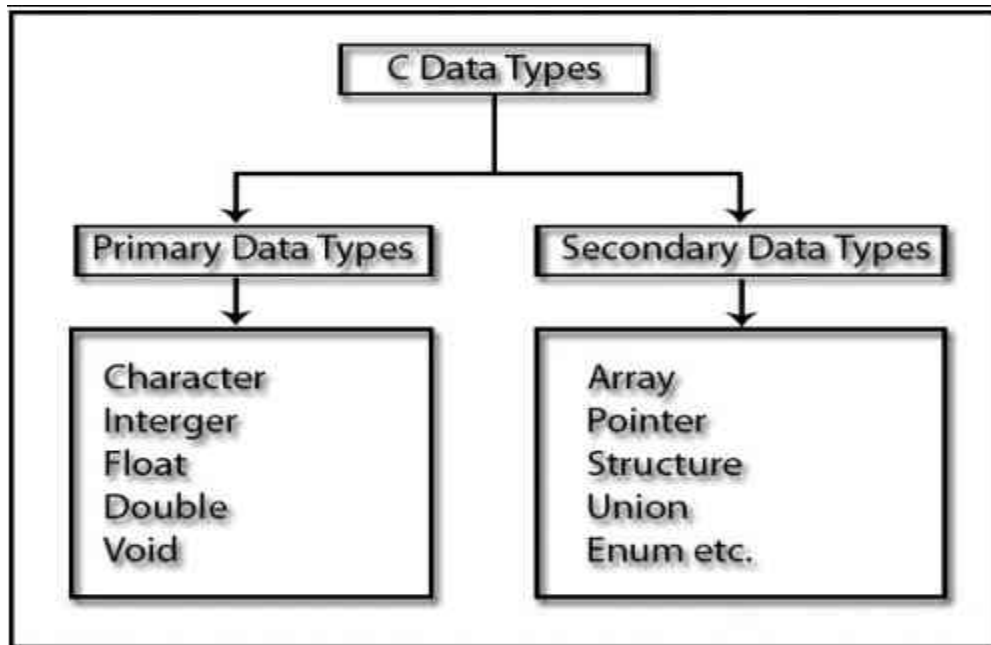 C Data Types
Primary Data Types
Secondary Data Types
Character
Interger
Float
Double
Void
Array
Pointer
Structure
Union
Enum etc.